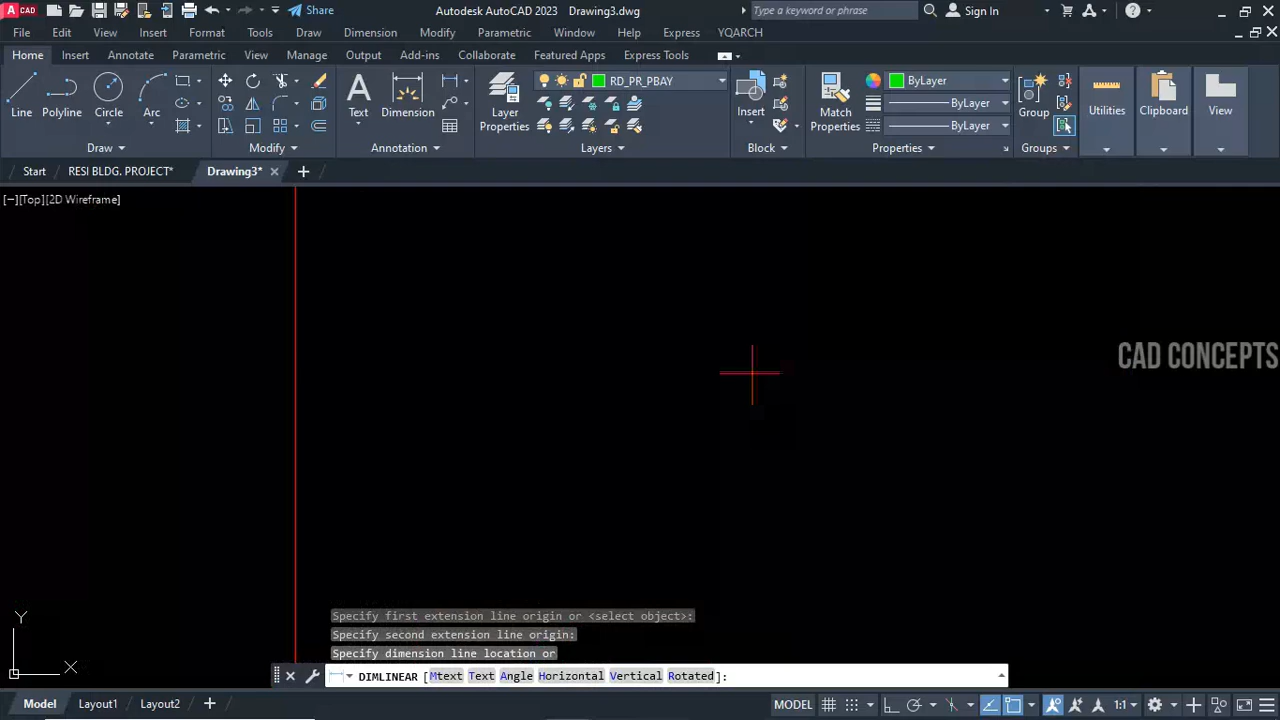 A CAD Share Autodesk AutoCAD 2023 Drawing3.dwg Type a keyword or phrase Sign In
File Edit View Insert Format Tools Draw Dimension Modify Parametric Window Help Express YQARCH
Home Insert Annotate Parametric View Manage Output Add-ins Collaborate Featured Apps Express Tools
RD_PR_PBAY ByLayer
ByLayer
ByLayer
Line Polyline Circle Arc Text Dimension Layer Properties Insert Match Properties Group Utilities Clipboard View
Draw Modify Annotation Layers Block Properties Groups
Start RESI BLDG. PROJECT* Drawing3*
[−][Top][2D Wireframe]
CAD CONCEPTS
Y
X
Specify first extension line origin or <select object>:
Specify second extension line origin:
Specify dimension line location or
DIMLINEAR [Mtext Text Angle Horizontal Vertical Rotated]:
Model Layout1 Layout2 MODEL 1:1